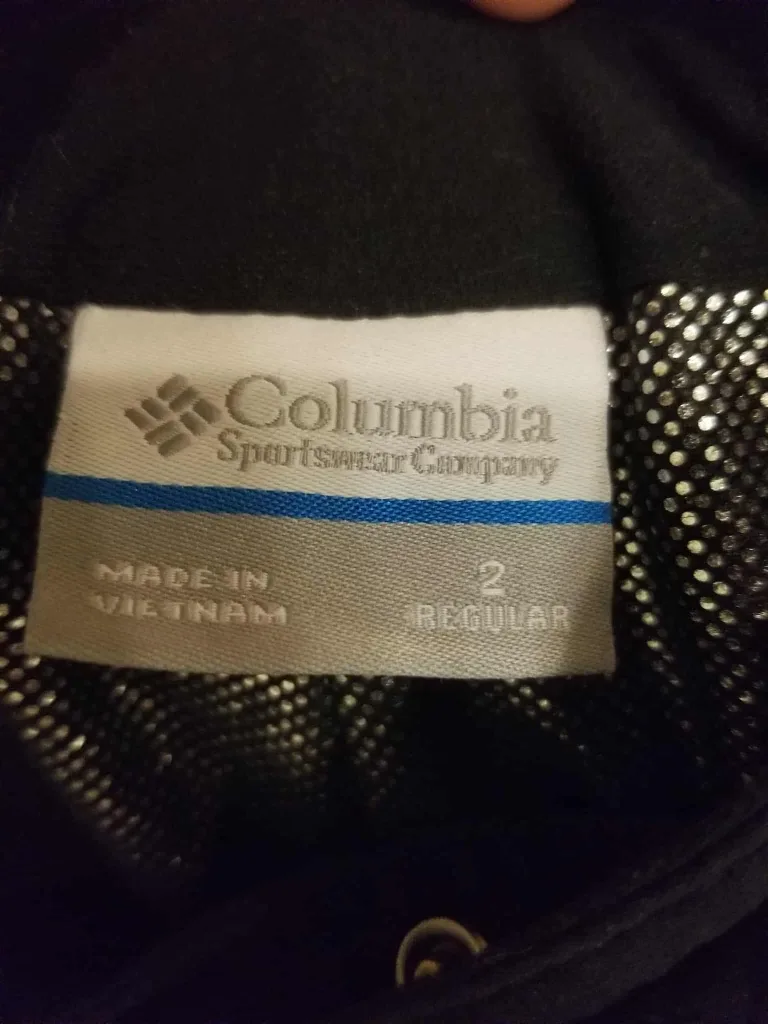 Columbia
Sportswear Company
MADE IN
VIETNAM
2
REGULAR